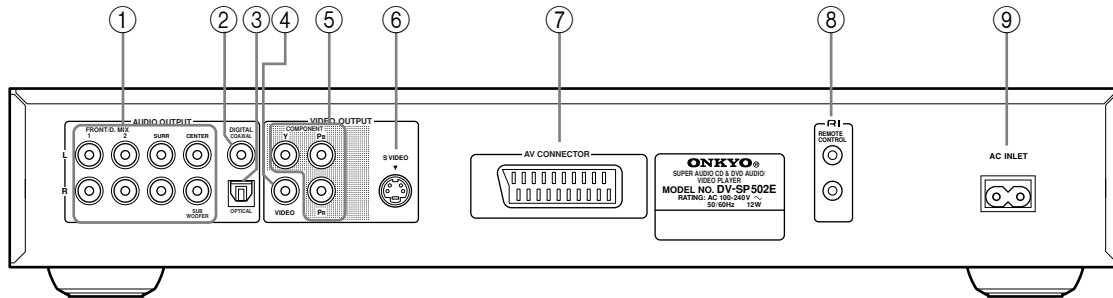 ① ② ③ ④ ⑤ ⑥ ⑦ ⑧ ⑨
AUDIO OUTPUT
FRONT/D. MIX
1 2 SURR CENTER
L
R
SUB
WOOFER
DIGITAL
COAXIAL
OPTICAL
VIDEO OUTPUT
COMPONENT
Y PB
VIDEO PR
S VIDEO
AV CONNECTOR
ONKYO®
SUPER AUDIO CD & DVD AUDIO/
VIDEO PLAYER
MODEL NO. DV-SP502E
RATING: AC 100-240V ~
50/60Hz 12W
RI
REMOTE
CONTROL
AC INLET